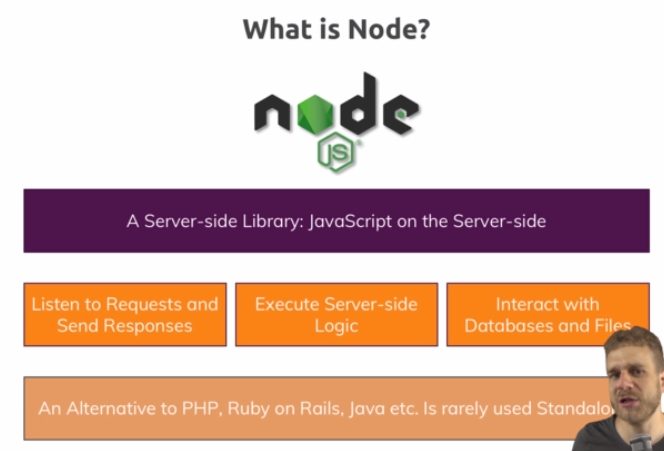 What is Node?
node
JS
A Server-side Library: JavaScript on the Server-side
Listen to Requests and
Send Responses
Execute Server-side
Logic
Interact with
Databases and Files
An Alternative to PHP, Ruby on Rails, Java etc. Is rarely used